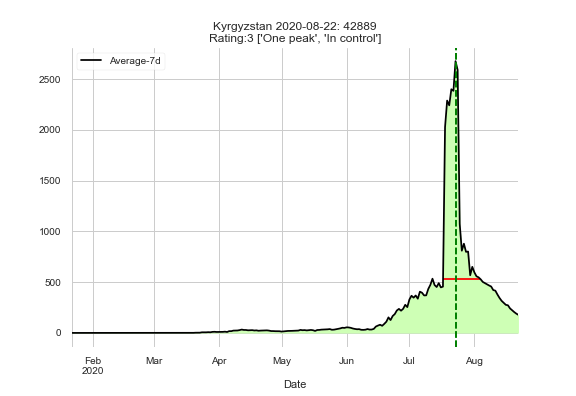 Kyrgyzstan 2020-08-22: 42889
Rating:3 ['One peak', 'In control']
Average-7d
2500
2000
1500
1000
500
0
Feb Mar Apr May Jun Jul Aug
2020
Date